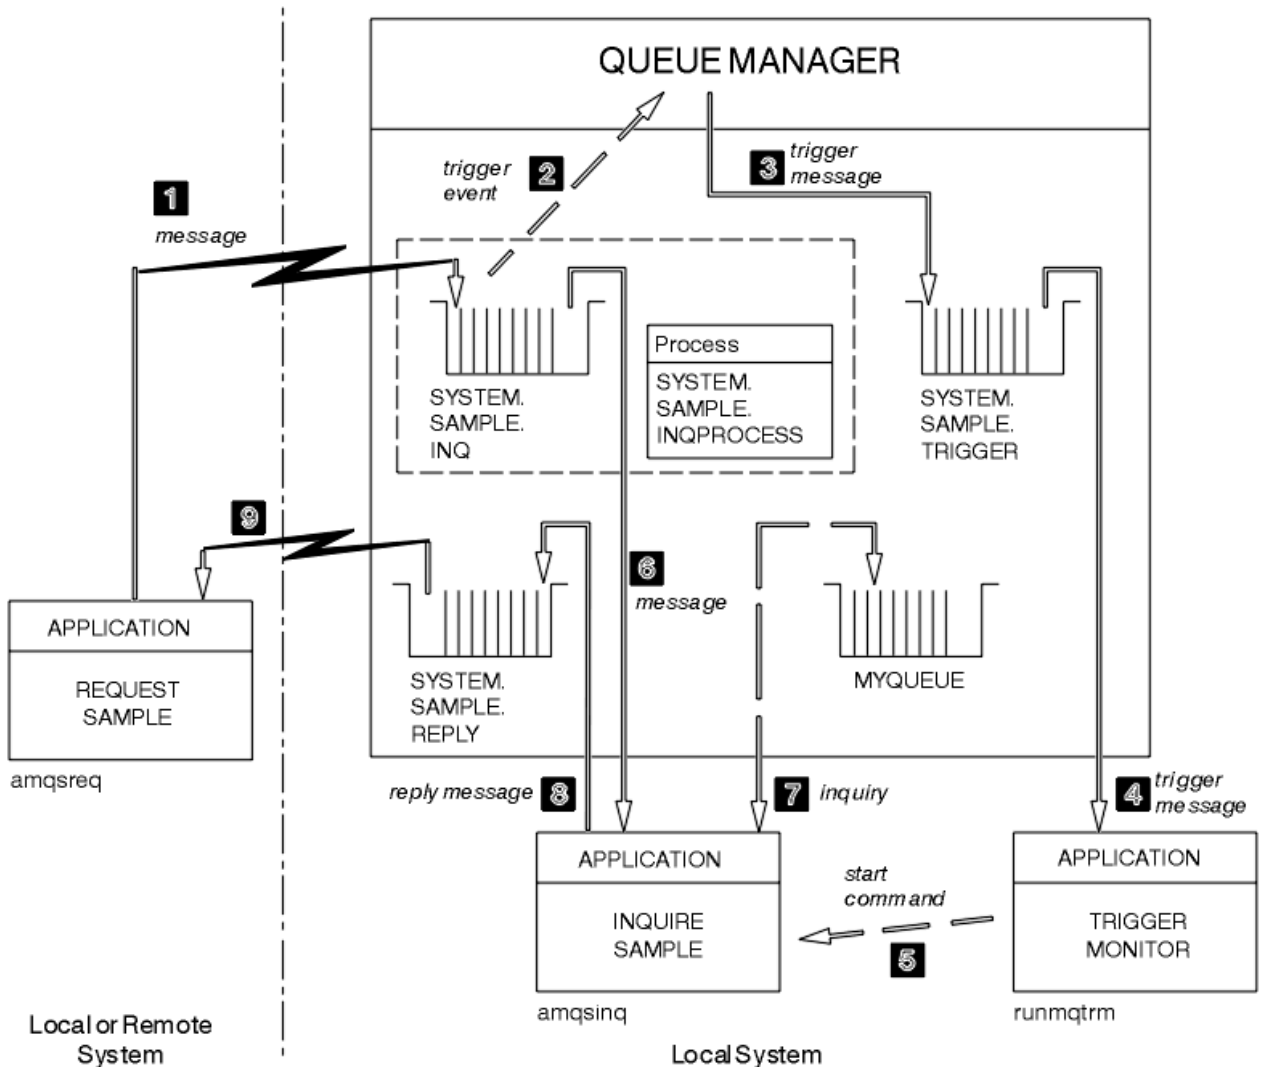 QUEUE MANAGER
trigger
event
2
3
trigger
message
1
message
Process
SYSTEM.
SAMPLE.
INQPROCESS
SYSTEM.
SAMPLE.
INQ
SYSTEM.
SAMPLE.
TRIGGER
9
6
message
APPLICATION
REQUEST
SAMPLE
amqsreq
SYSTEM.
SAMPLE.
REPLY
MYQUEUE
reply message 8
7 inquiry
4
trigger
message
APPLICATION
INQUIRE
SAMPLE
amqsinq
start
command
5
APPLICATION
TRIGGER
MONITOR
runmqtrm
Local or Remote
System
Local System